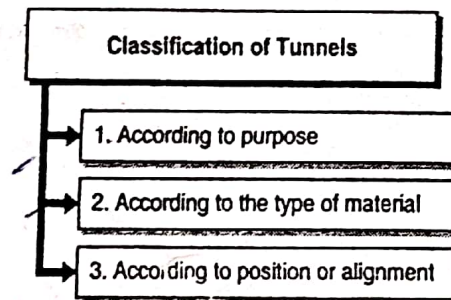 Classification of Tunnels
1. According to purpose
2. According to the type of material
3. According to position or alignment